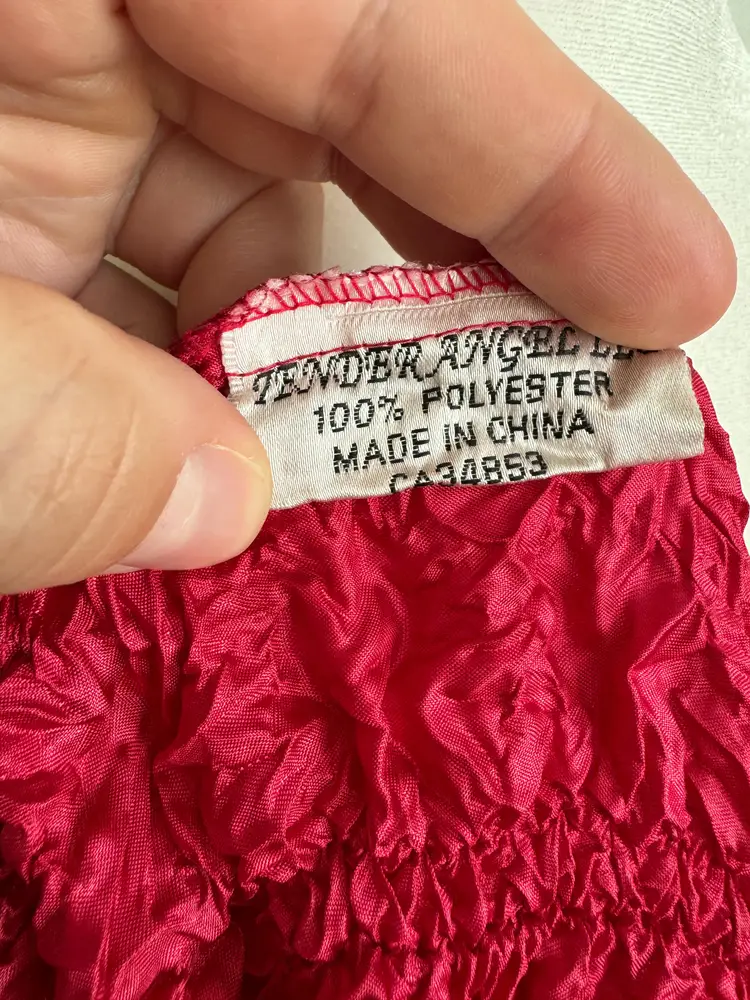 TENDER ANGEL
100% POLYESTER
MADE IN CHINA
CA34853